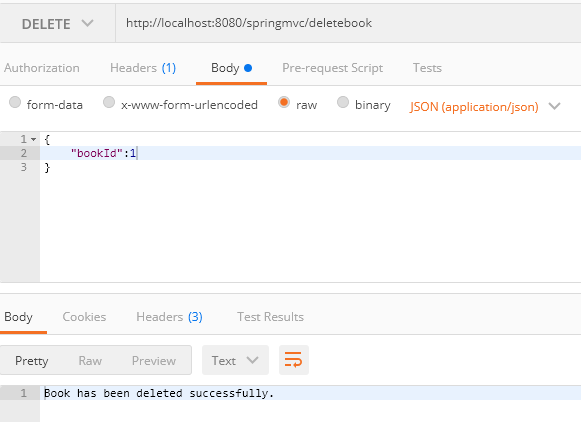 DELETE http://localhost:8080/springmvc/deletebook
Authorization Headers (1) Body Pre-request Script Tests
form-data x-www-form-urlencoded raw binary JSON (application/json)
1 {
2 "bookId":1
3 }
Body Cookies Headers (3) Test Results
Pretty Raw Preview Text
1 Book has been deleted successfully.